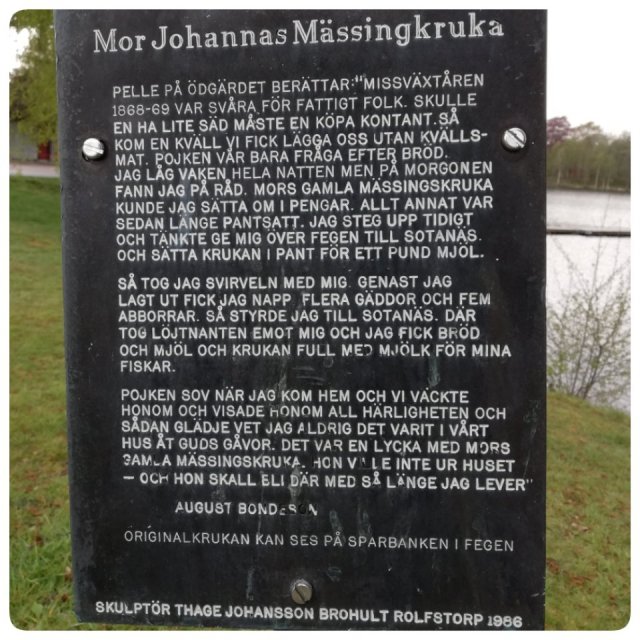 Mor Johannas Mässingkruka
PELLE PÅ ÖDGÄRDET BERÄTTAR:"MISSVÄXTÅREN
1868-69 VAR SVÅRA FÖR FATTIGT FOLK. SKULLE
EN HA LITE SÄD MÅSTE EN KÖPA KONTANT. SÅ
KOM EN KVÄLL VI FICK LÄGGA OSS UTAN KVÄLLS-
MAT. POJKEN VAR BARA FRÅGA EFTER BRÖD.
JAG LÅG VAKEN HELA NATTEN MEN PÅ MORGONEN
FANN JAG PÅ RÅD. MORS GAMLA MÄSSINGSKRUKA
KUNDE JAG SÄTTA OM I PENGAR. ALLT ANNAT VAR
SEDAN LÄNGE PANTSATT. JAG STEG UPP TIDIGT
OCH TÄNKTE GE MIG ÖVER FEGEN TILL SOTANÄS.
OCH SÄTTA KRUKAN I PANT FÖR ETT PUND MJÖL.
SÅ TOG JAG SVIRVELN MED MIG. GENAST JAG
LAGT UT FICK JAG NAPP. FLERA GÄDDOR OCH FEM
ABBORRAR. SÅ STYRDE JAG TILL SOTANÄS. DÄR
TOG LÖJTNANTEN EMOT MIG OCH JAG FICK BRÖD
OCH MJÖL OCH KRUKAN FULL MED MJÖLK FÖR MINA
FISKAR.
POJKEN SOV NÄR JAG KOM HEM OCH VI VÄCKTE
HONOM OCH VISADE HONOM ALL HÄRLIGHETEN OCH
SÅDAN GLÄDJE VET JAG ALDRIG DET VARIT I VÅRT
HUS ÅT GUDS GÅVOR. DET VAR EN LYCKA MED MORS
GAMLA MÄSSINGSKRUKA. HON VILLE INTE UR HUSET
— OCH HON SKALL BLI DÄR MED SÅ LÄNGE JAG LEVER"
AUGUST BONDESON
ORIGINALKRUKAN KAN SES PÅ SPARBANKEN I FEGEN
SKULPTÖR THAGE JOHANSSON BROHULT ROLFSTORP 1986